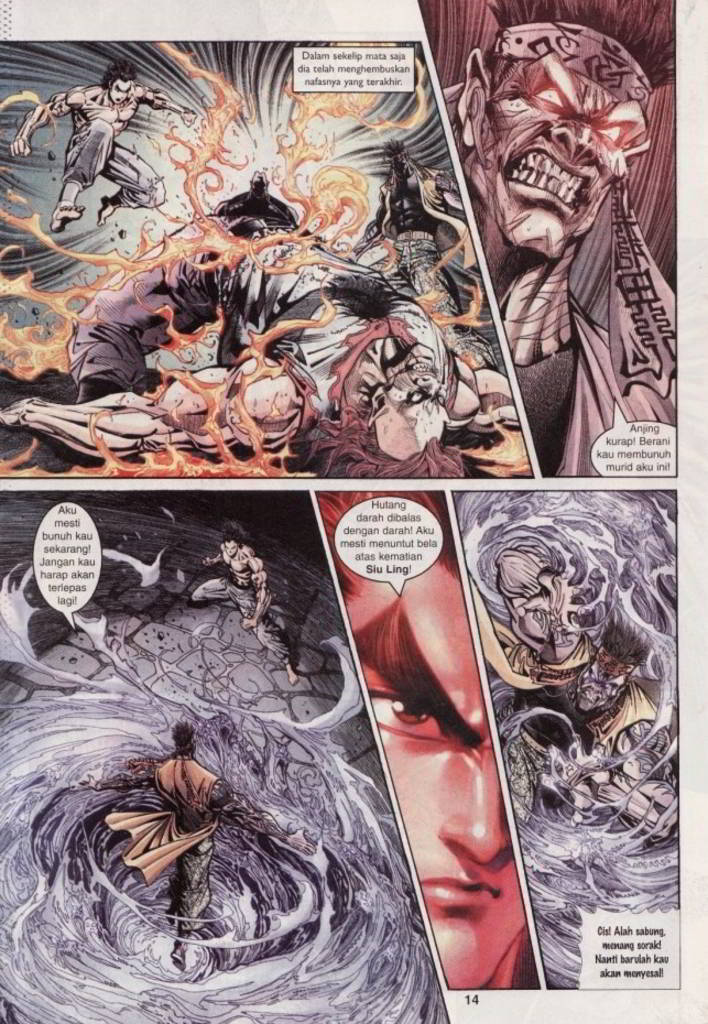 Dalam sekelip mata saja
dia telah menghembuskan
nafasnya yang terakhir.
Anjing
kurap! Berani
kau membunuh
murid aku ini!
Aku
mesti
bunuh kau
sekarang!
Jangan kau
harap akan
terlepas
lagi!
Hutang
darah dibalas
dengan darah! Aku
mesti menuntut bela
atas kematian
Siu Ling!
Cis! Alah sabung,
menang sorak!
Nanti barulah kau
akan menyesal!
14